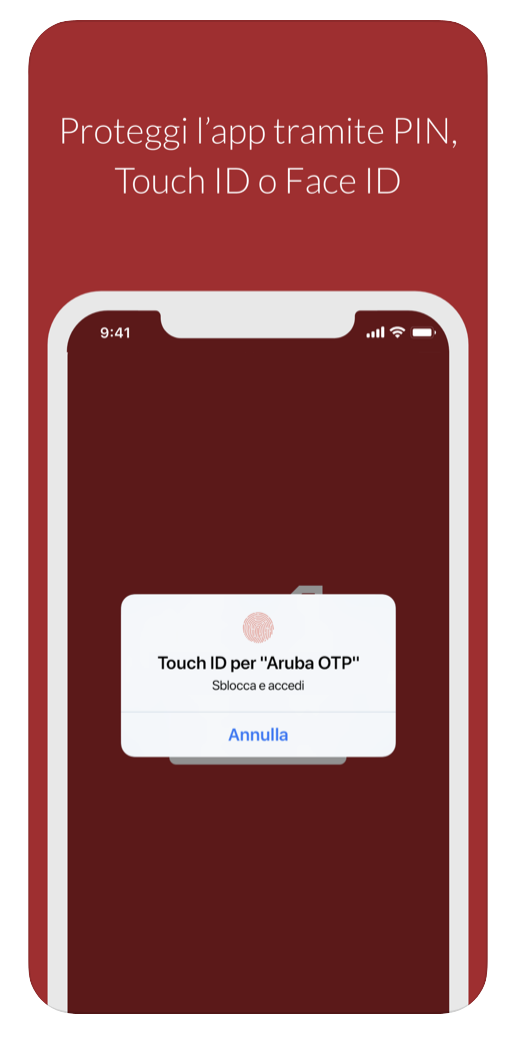 Proteggi l’app tramite PIN,
Touch ID o Face ID
9:41
Touch ID per "Aruba OTP"
Sblocca e accedi
Annulla